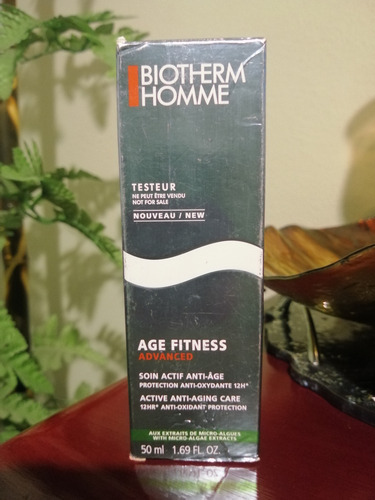 BIOTHERM
HOMME
TESTEUR
NE PEUT ÊTRE VENDU
NOT FOR SALE
NOUVEAU / NEW
AGE FITNESS
ADVANCED
SOIN ACTIF ANTI-ÂGE
PROTECTION ANTI-OXYDANTE 12H*
ACTIVE ANTI-AGING CARE
12HR* ANTI-OXIDANT PROTECTION
AUX EXTRAITS DE MICRO-ALGUES
WITH MICRO-ALGAE EXTRACTS
50 ml 1.69 FL. OZ.